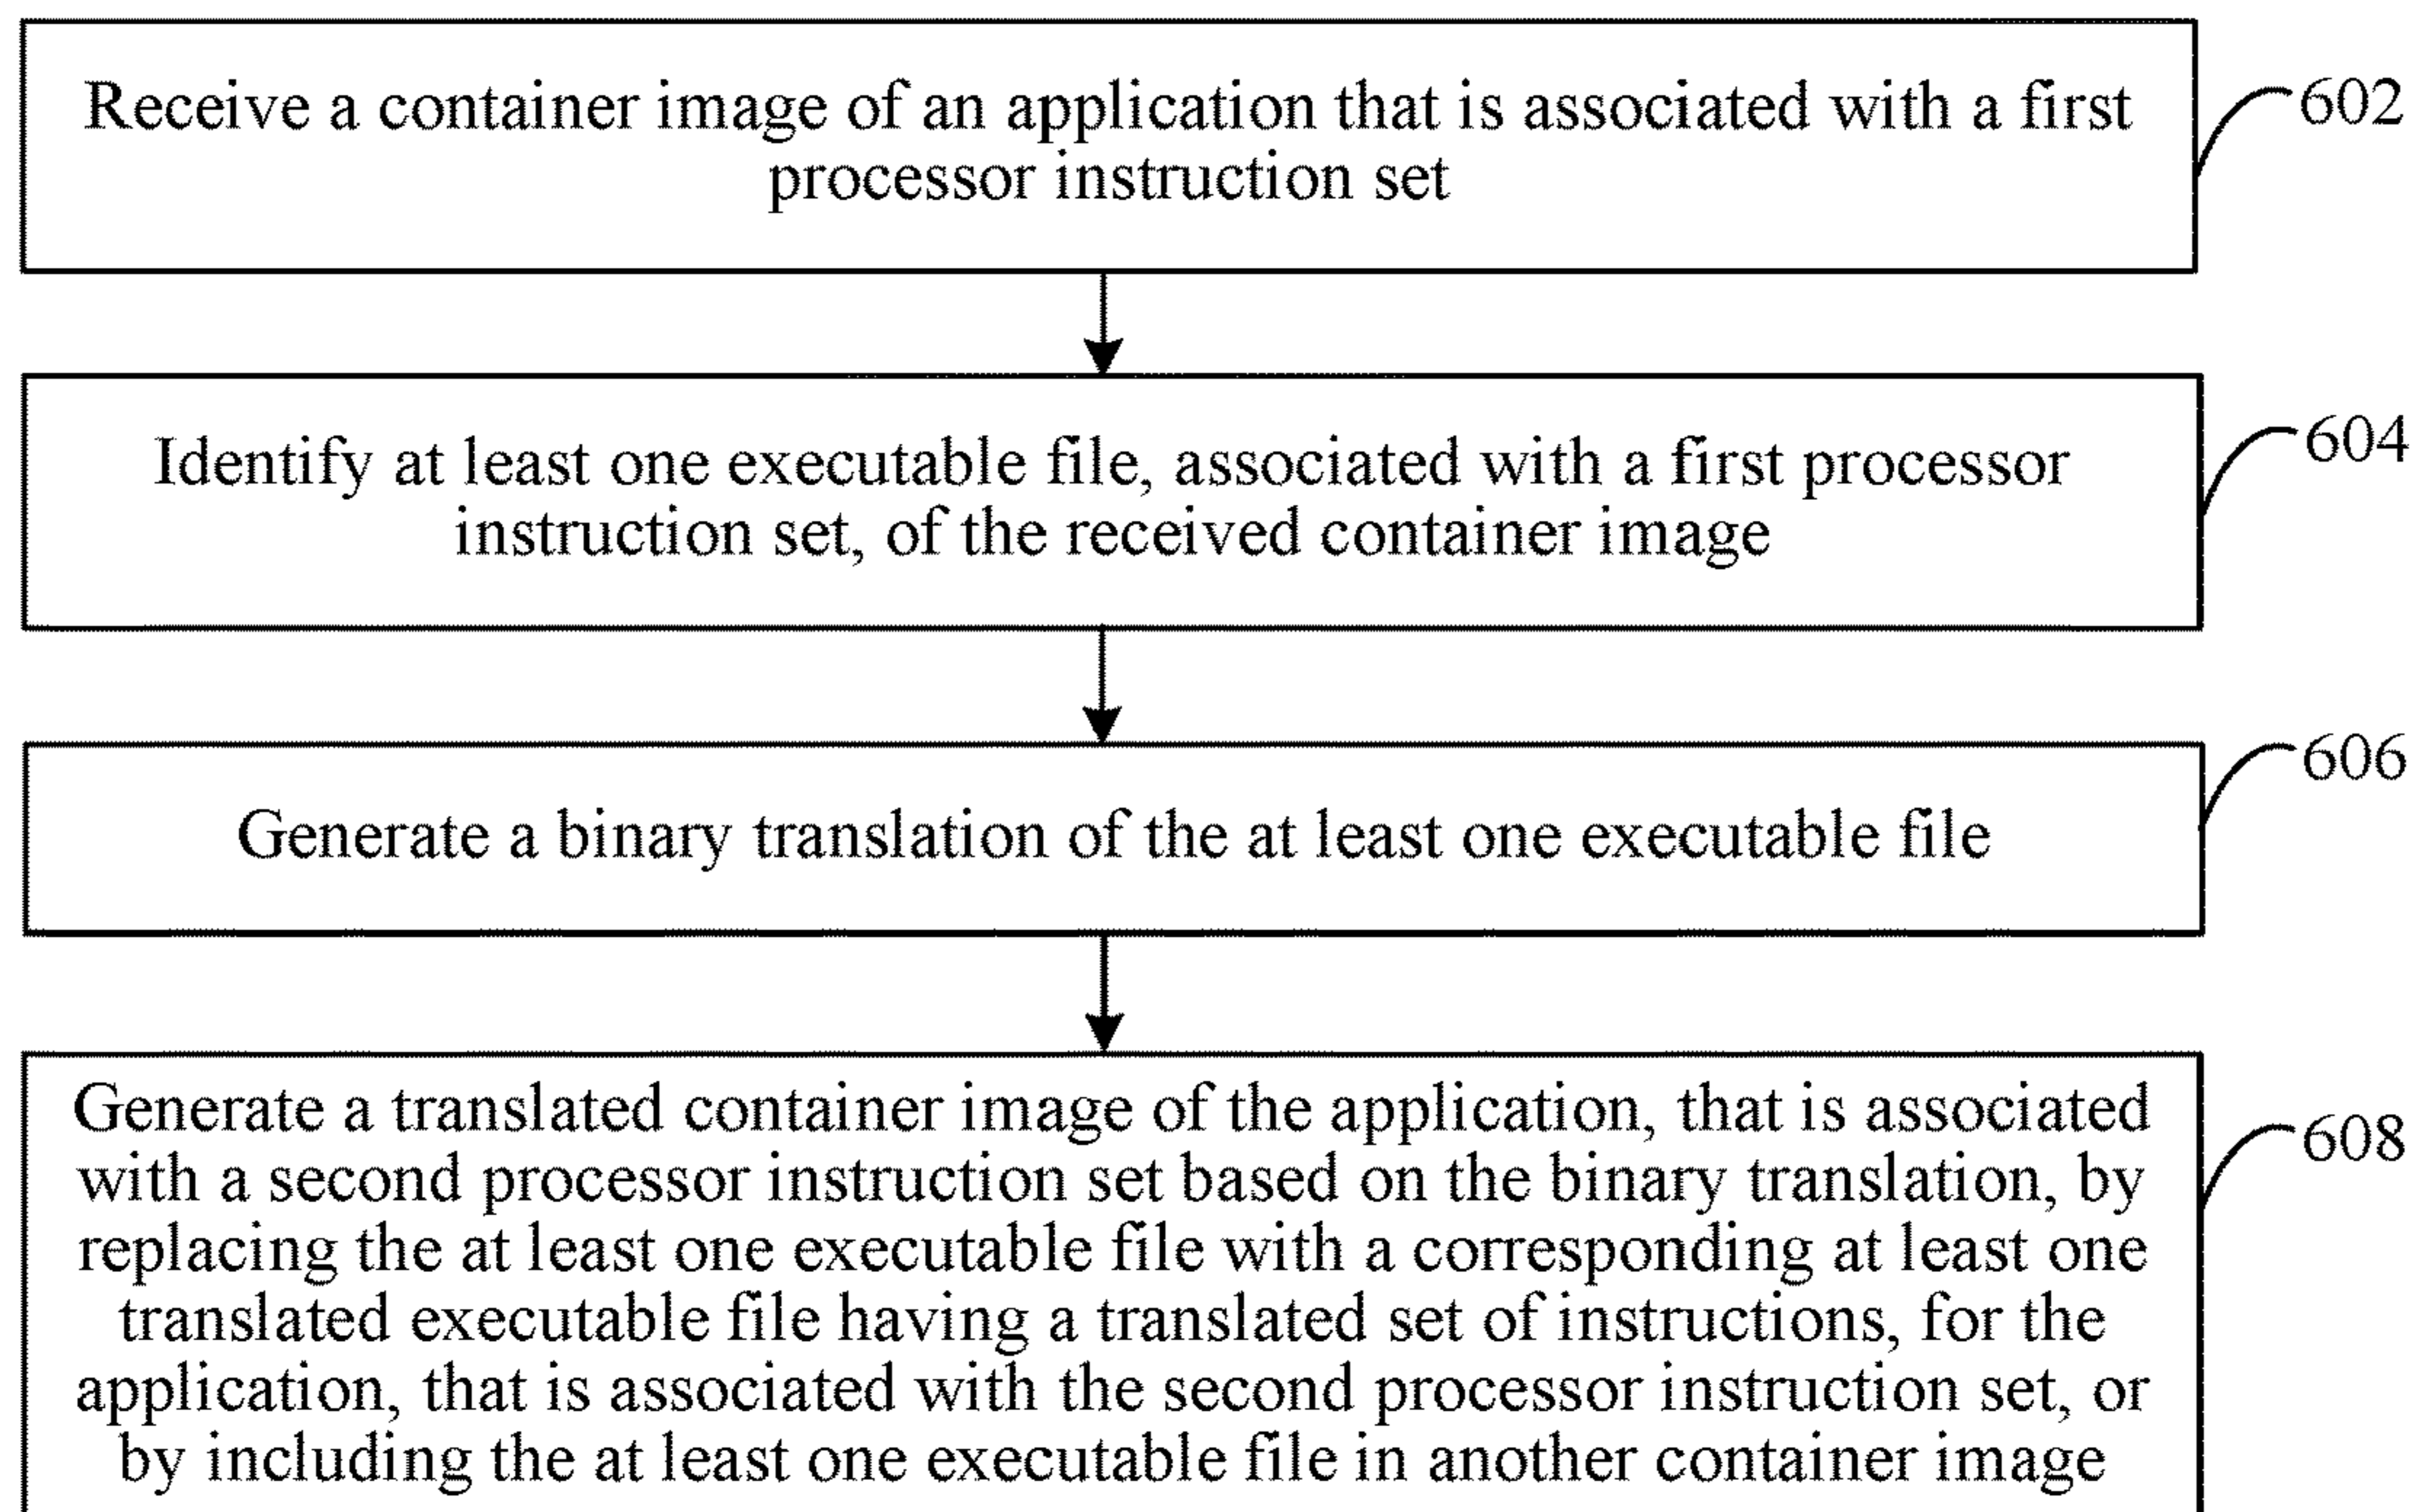 Receive a container image of an application that is associated with a first
processor instruction set
602
Identify at least one executable file, associated with a first processor
instruction set, of the received container image
604
Generate a binary translation of the at least one executable file
606
Generate a translated container image of the application, that is associated
with a second processor instruction set based on the binary translation, by
replacing the at least one executable file with a corresponding at least one
translated executable file having a translated set of instructions, for the
application, that is associated with the second processor instruction set, or
by including the at least one executable file in another container image
608